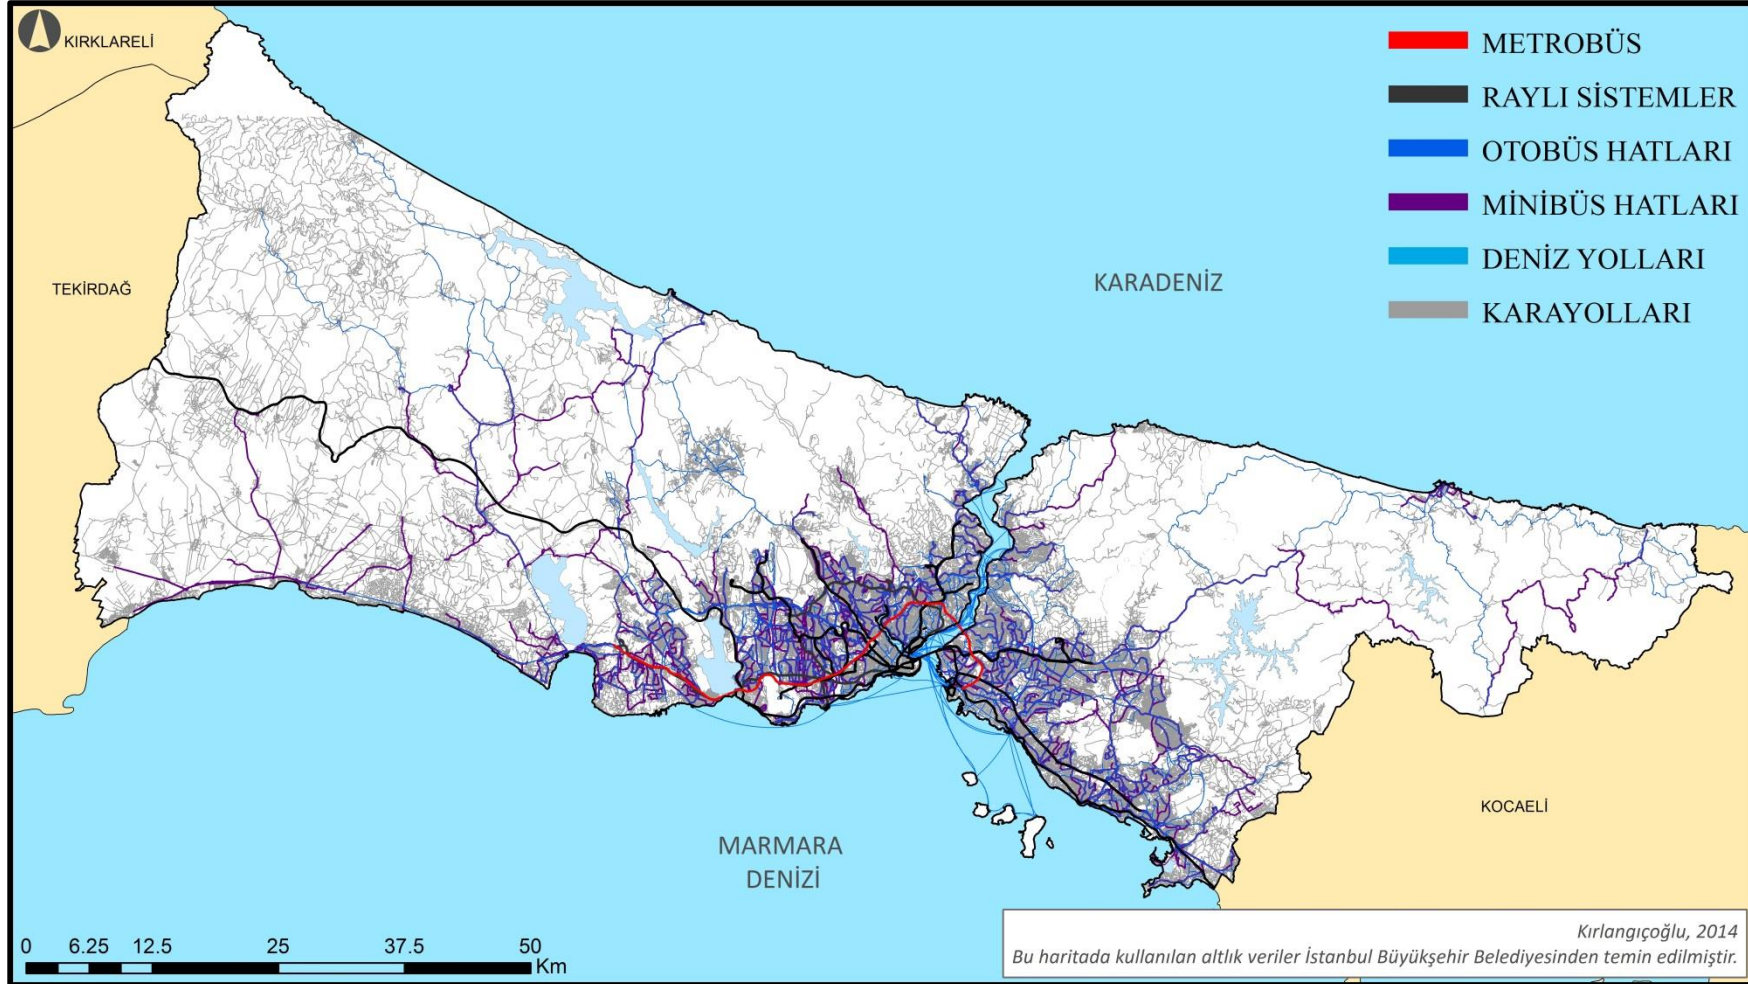 KIRKLARELİ
METROBÜS
RAYLI SİSTEMLER
OTOBÜS HATLARI
MİNİBÜS HATLARI
DENİZ YOLLARI
KARAYOLLARI
TEKİRDAĞ
KARADENİZ
MARMARA
DENİZİ
KOCAELİ
0 6.25 12.5 25 37.5 50
Km
Kırlangıçoğlu, 2014
Bu haritada kullanılan altlık veriler İstanbul Büyükşehir Belediyesinden temin edilmiştir.